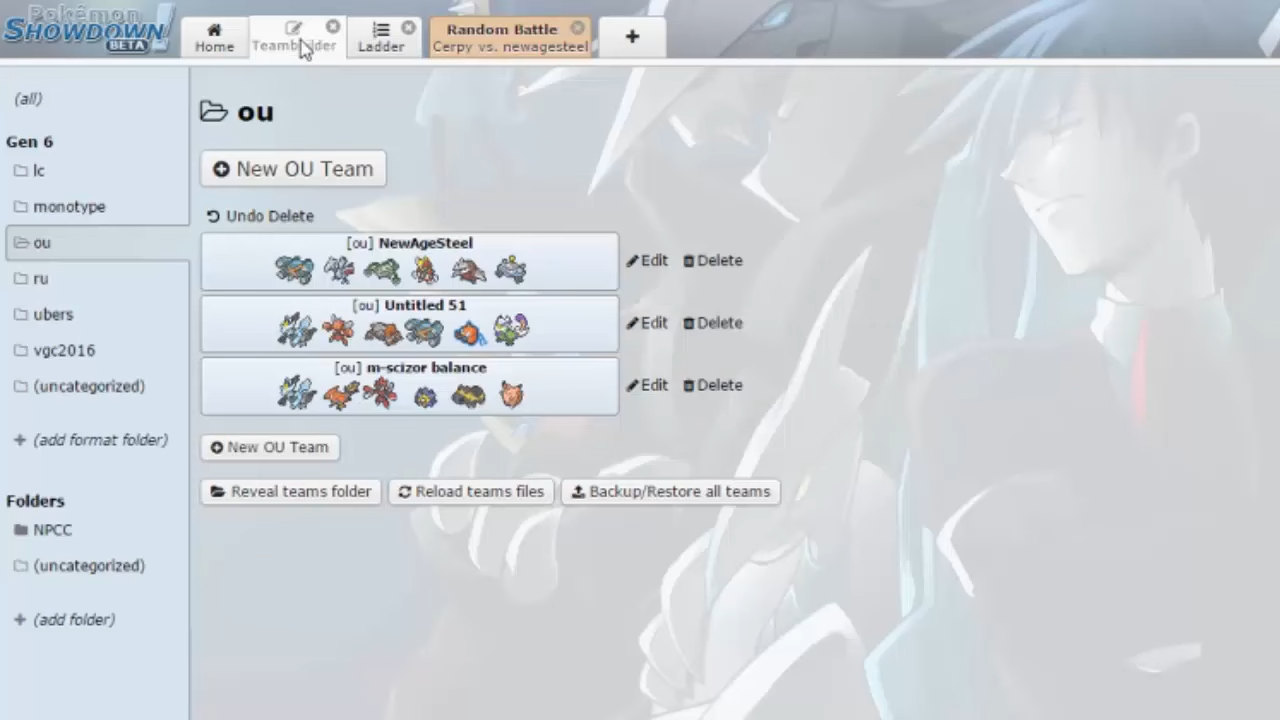 Pokémon
SHOWDOWN!
BETA
Home
Teambuilder
Ladder
Random Battle
Cerpy vs. newagesteel
(all)
Gen 6
lc
monotype
ou
ru
ubers
vgc2016
(uncategorized)
(add format folder)
Folders
NPCC
(uncategorized)
(add folder)
ou
New OU Team
Undo Delete
[ou] NewAgeSteel
Edit Delete
[ou] Untitled 51
Edit Delete
[ou] m-scizor balance
Edit Delete
New OU Team
Reveal teams folder Reload teams files Backup/Restore all teams